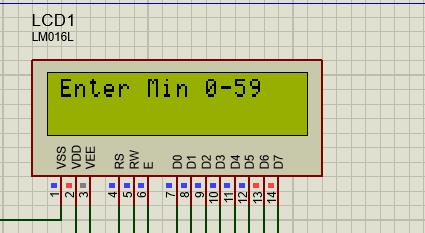 LCD1
LM016L
Enter Min 0-59
VSS VDD VEE RS RW E D0 D1 D2 D3 D4 D5 D6 D7
1 2 3 4 5 6 7 8 9 10 11 12 13 14